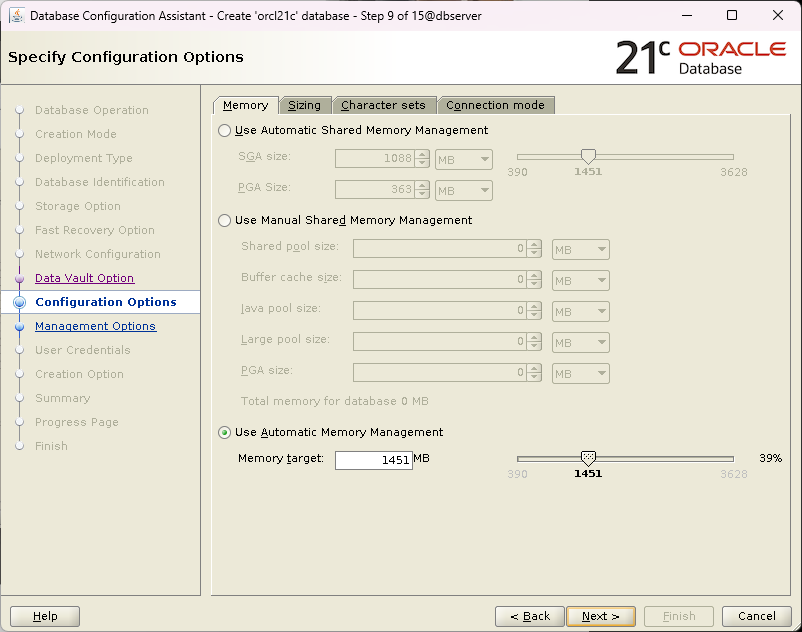 Database Configuration Assistant - Create 'orcl21c' database - Step 9 of 15@dbserver
Specify Configuration Options
21c ORACLE
Database
Database Operation
Creation Mode
Deployment Type
Database Identification
Storage Option
Fast Recovery Option
Network Configuration
Data Vault Option
Configuration Options
Management Options
User Credentials
Creation Option
Summary
Progress Page
Finish
Memory Sizing Character sets Connection mode
Use Automatic Shared Memory Management
SGA size: 1088 MB
390 1451 3628
PGA Size: 363 MB
Use Manual Shared Memory Management
Shared pool size: 0 MB
Buffer cache size: 0 MB
Java pool size: 0 MB
Large pool size: 0 MB
PGA size: 0 MB
Total memory for database 0 MB
Use Automatic Memory Management
Memory target: 1451 MB 39%
390 1451 3628
Help < Back Next > Finish Cancel